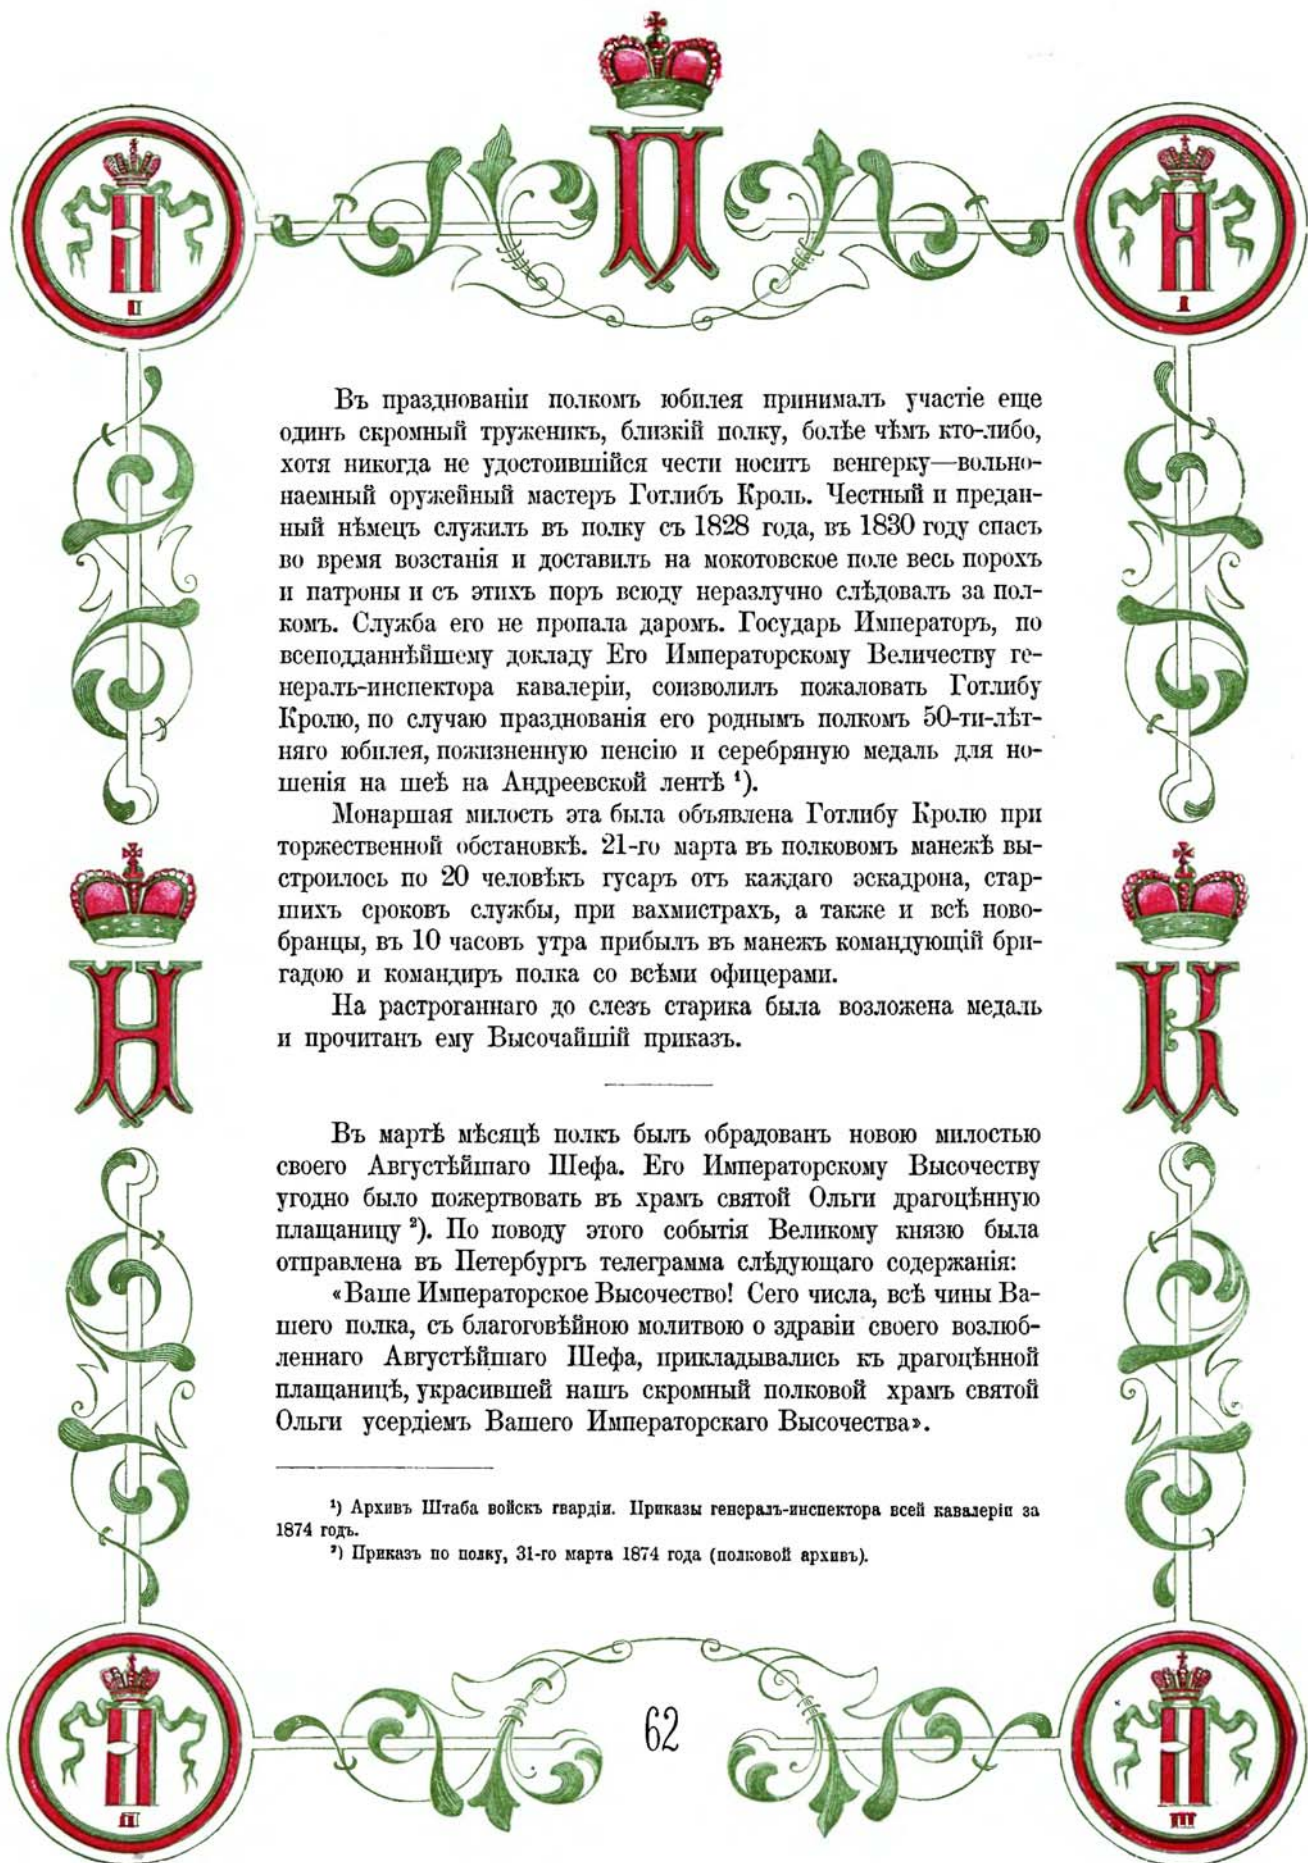 П
II
I
Въ празднованіи полкомъ юбилея принималъ участіе еще
одинъ скромный труженикъ, близкій полку, болѣе чѣмъ кто-либо,
хотя никогда не удостоившійся чести носить венгерку—вольно-
наемный оружейный мастеръ Готлибъ Кроль. Честный и предан-
ный нѣмецъ служилъ въ полку съ 1828 года, въ 1830 году спасъ
во время возстанія и доставилъ на мокотовское поле весь порохъ
и патроны и съ этихъ поръ всюду неразлучно слѣдовалъ за пол-
комъ. Служба его не пропала даромъ. Государь Императоръ, по
всеподданнѣйшему докладу Его Императорскому Величеству ге-
нералъ-инспектора кавалеріи, соизволилъ пожаловать Готлибу
Кролю, по случаю празднованія его роднымъ полкомъ 50-ти-лѣт-
няго юбилея, пожизненную пенсію и серебряную медаль для но-
шенія на шеѣ на Андреевской лентѣ ¹).
Монаршая милость эта была объявлена Готлибу Кролю при
торжественной обстановкѣ. 21-го марта въ полковомъ манежѣ вы-
строилось по 20 человѣкъ гусаръ отъ каждаго эскадрона, стар-
шихъ сроковъ службы, при вахмистрахъ, а также и всѣ ново-
бранцы, въ 10 часовъ утра прибылъ въ манежъ командующій бри-
гадою и командиръ полка со всѣми офицерами.
На растроганнаго до слезъ старика была возложена медаль
и прочитанъ ему Высочайшій приказъ.
Н
К
Въ мартѣ мѣсяцѣ полкъ былъ обрадованъ новою милостью
своего Августѣйшаго Шефа. Его Императорскому Высочеству
угодно было пожертвовать въ храмъ святой Ольги драгоцѣнную
плащаницу ²). По поводу этого событія Великому князю была
отправлена въ Петербургъ телеграмма слѣдующаго содержанія:
«Ваше Императорское Высочество! Сего числа, всѣ чины Ва-
шего полка, съ благоговѣйною молитвою о здравіи своего возлюб-
леннаго Августѣйшаго Шефа, прикладывались къ драгоцѣнной
плащаницѣ, украсившей нашъ скромный полковой храмъ святой
Ольги усердіемъ Вашего Императорскаго Высочества».
¹) Архивъ Штаба войскъ гвардіи. Приказы генералъ-инспектора всей кавалеріи за
1874 годъ.
²) Приказъ по полку, 31-го марта 1874 года (полковой архивъ).
62
III